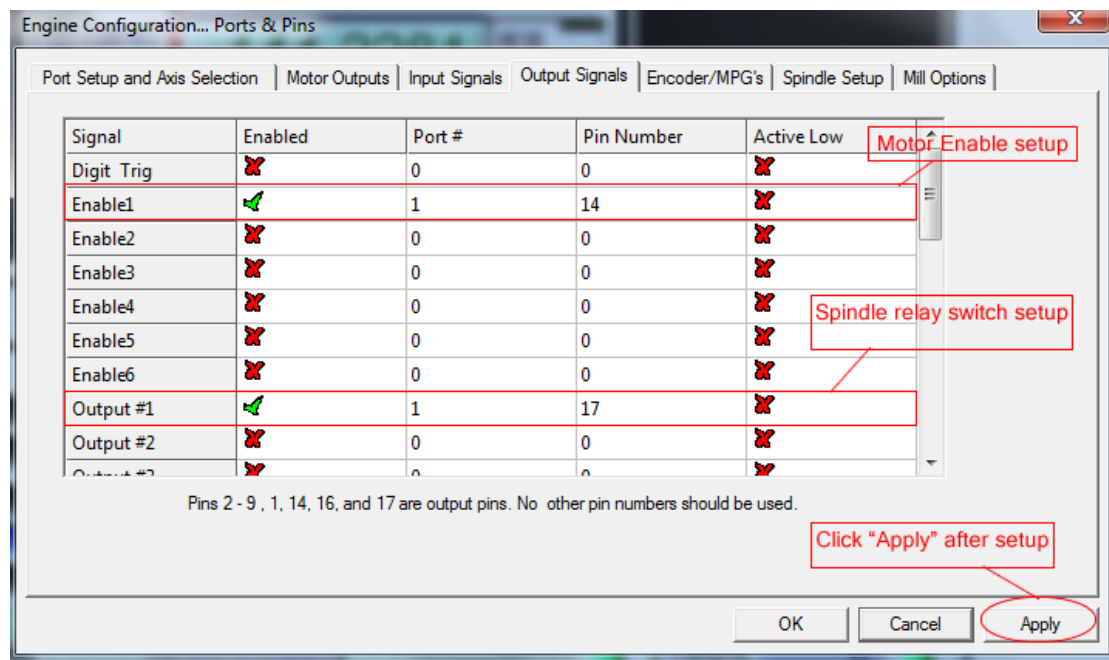 Engine Configuration... Ports & Pins
Port Setup and Axis Selection Motor Outputs Input Signals Output Signals Encoder/MPG's Spindle Setup Mill Options
Signal Enabled Port # Pin Number Active Low
Motor Enable setup
Digit Trig 0 0
Enable1 1 14
Enable2 0 0
Enable3 0 0
Enable4 0 0
Spindle relay switch setup
Enable5 0 0
Enable6 0 0
Output #1 1 17
Output #2 0 0
Pins 2 - 9 , 1, 14, 16, and 17 are output pins. No other pin numbers should be used.
Click “Apply” after setup
OK Cancel Apply